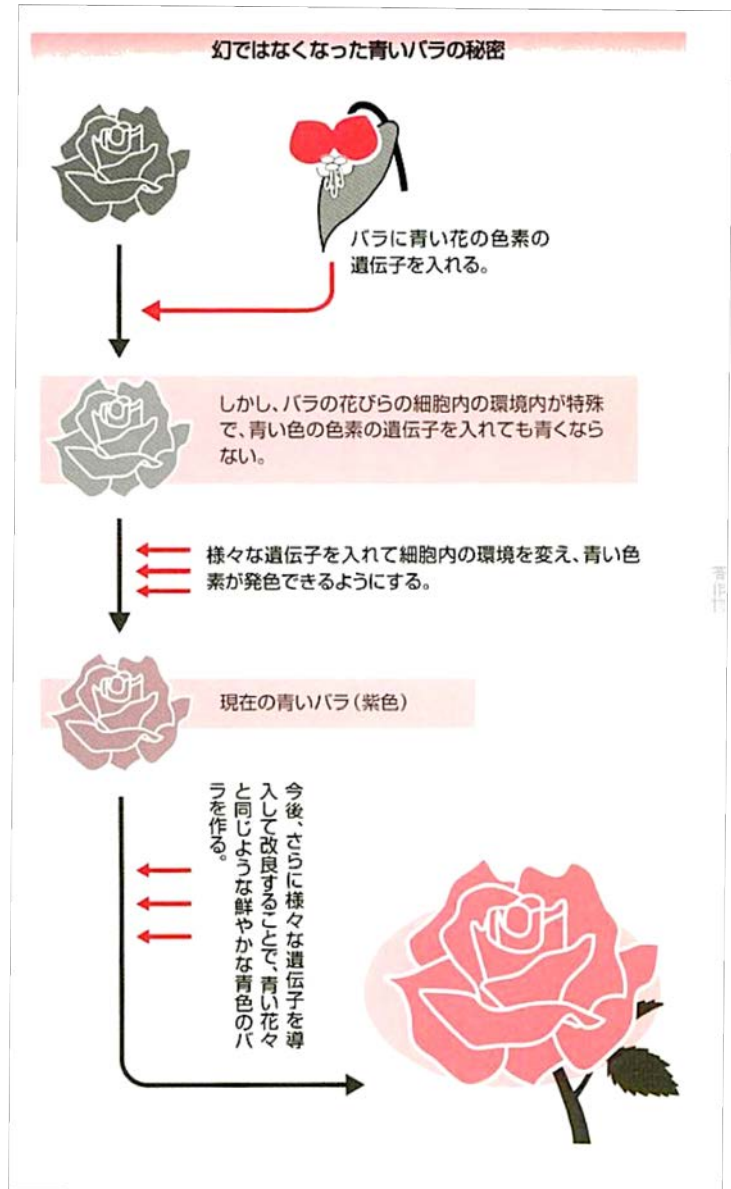 幻ではなくなった青いバラの秘密
バラに青い花の色素の
遺伝子を入れる。
しかし、バラの花びらの細胞内の環境内が特殊
で、青い色の色素の遺伝子を入れても青くなら
ない。
様々な遺伝子を入れて細胞内の環境を変え、青い色
素が発色できるようにする。
現在の青いバラ(紫色)
今後、さらに様々な遺伝子を導
入して改良することで、青い花々
と同じような鮮やかな青色のバ
ラを作る。